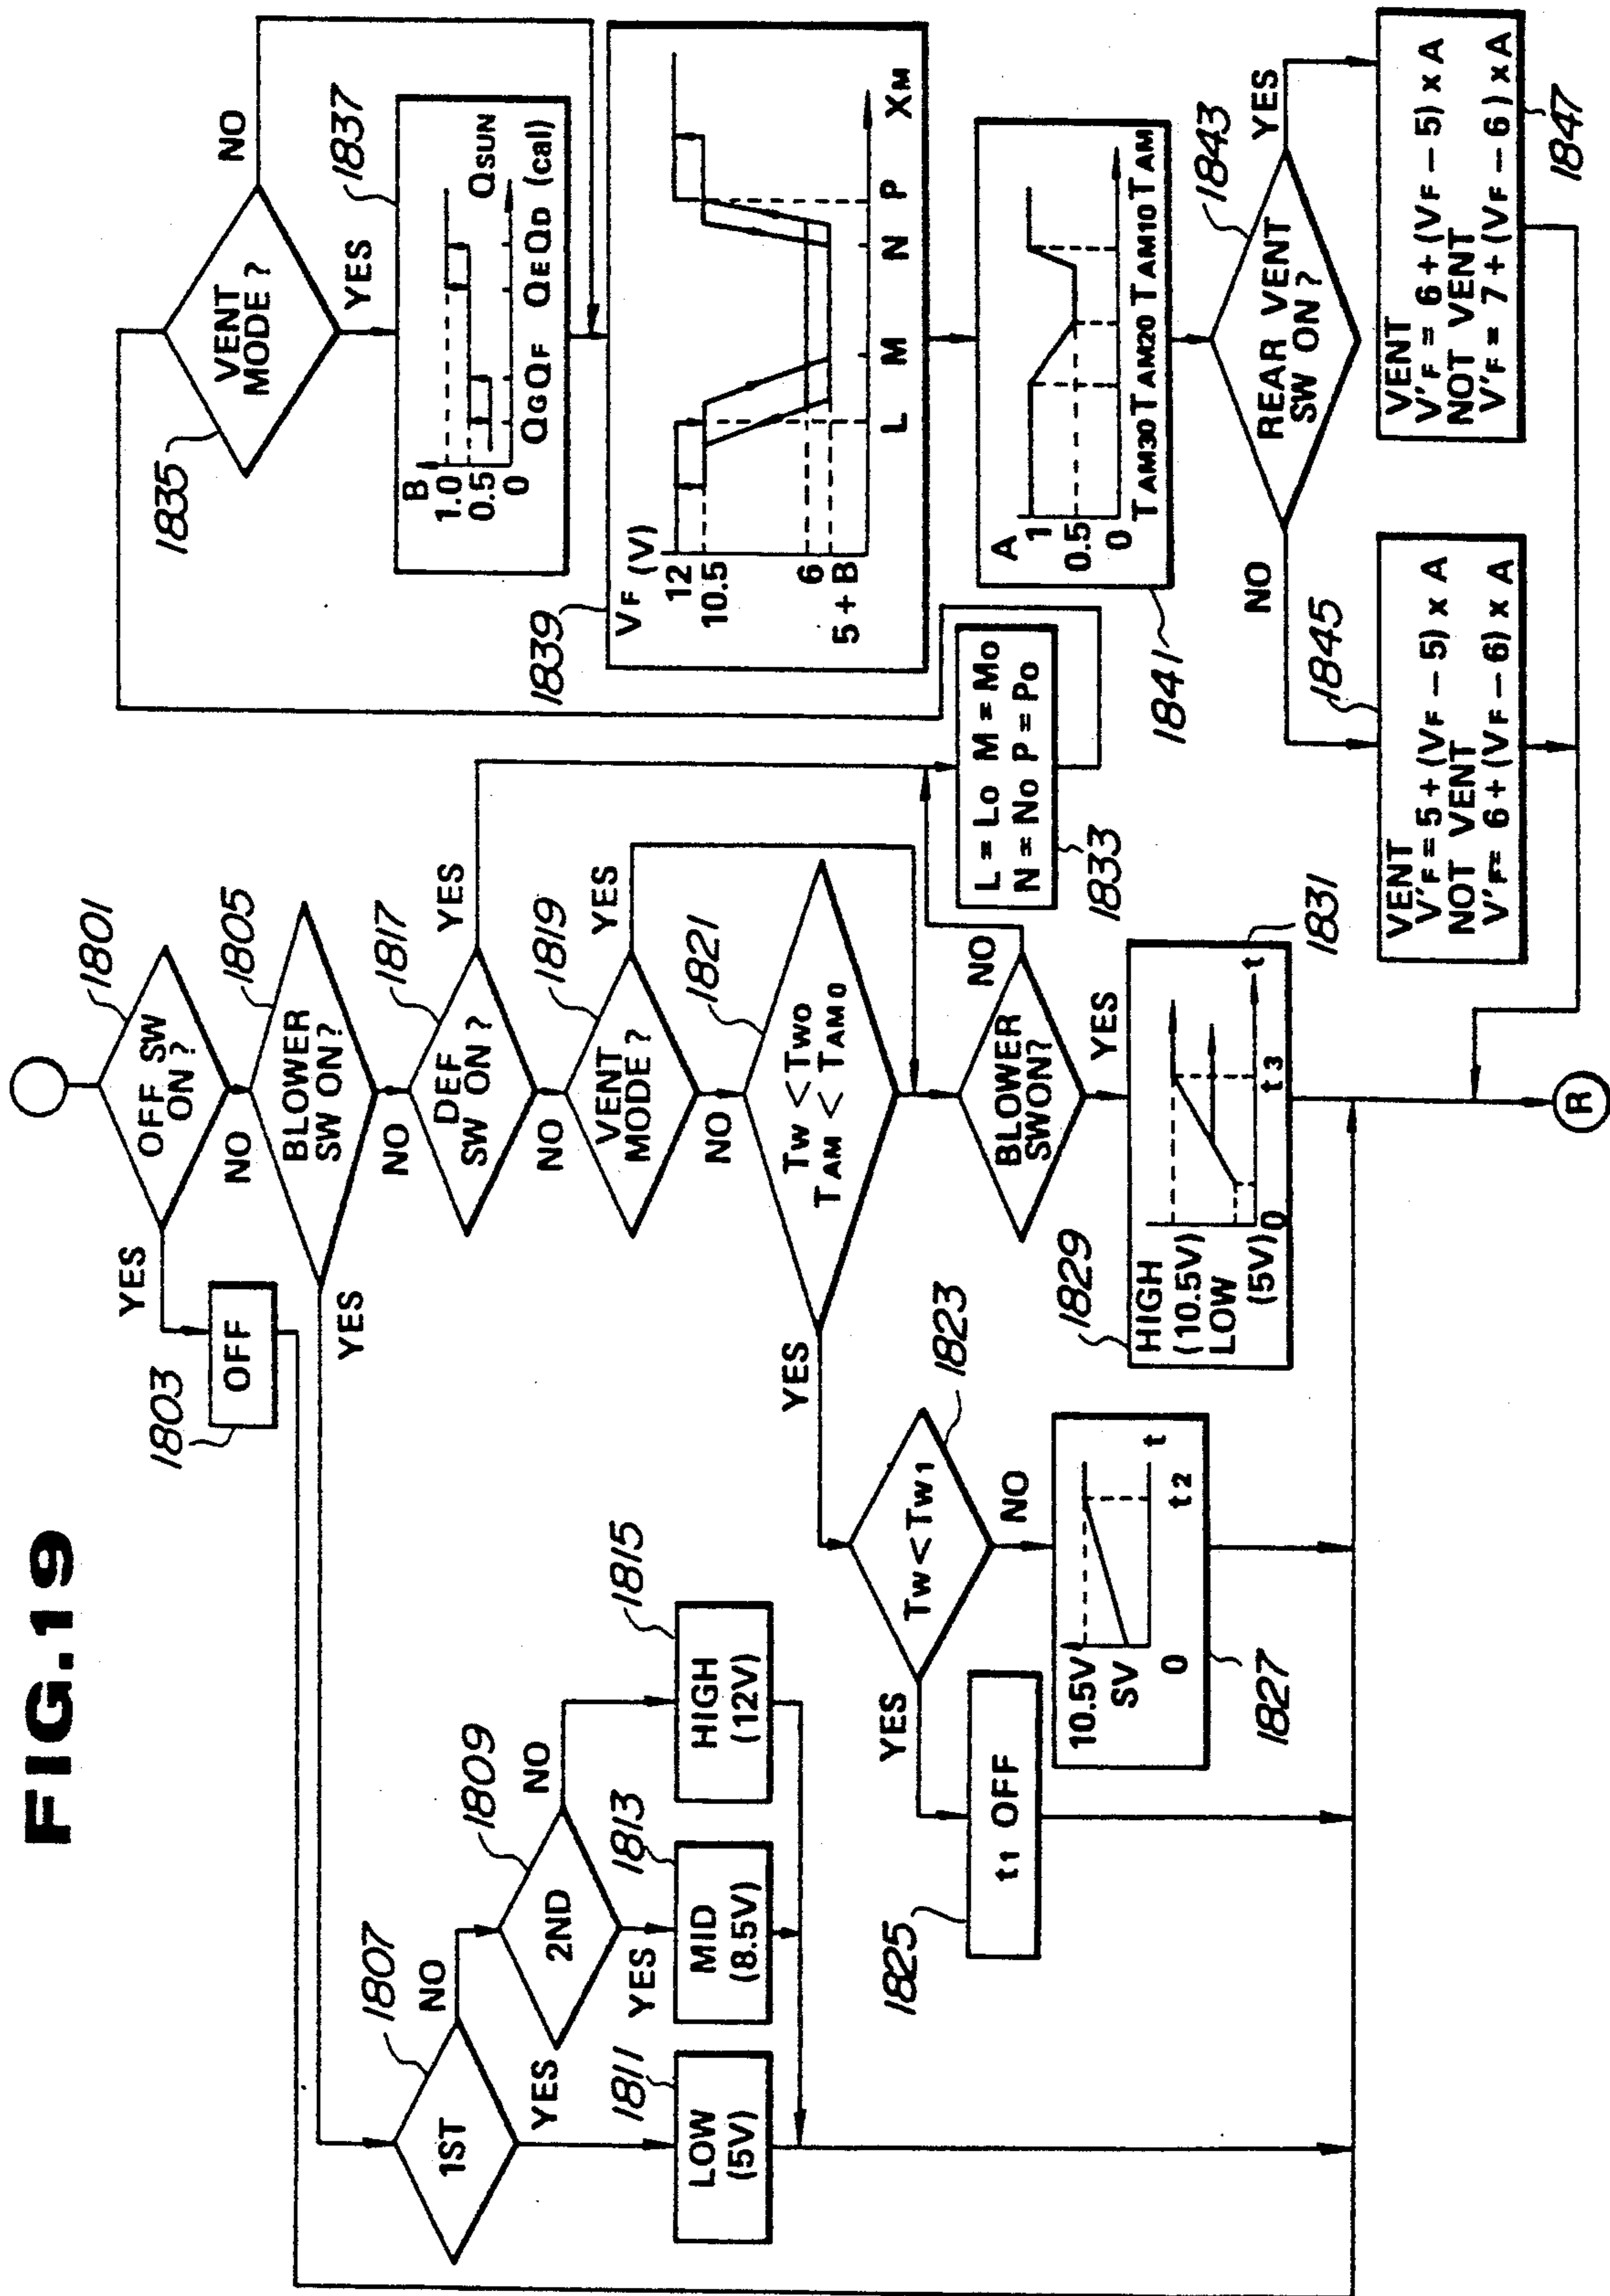 FIG.19
OFF SW
ON ?
1801
YES
NO
OFF
1803
BLOWER
SW ON ?
1805
YES
NO
1ST
1807
NO
YES
2ND
1809
NO
YES
LOW
(5V)
1811
MID
(8.5V)
1813
HIGH
(12V)
1815
DEF
SW ON ?
1817
YES
NO
VENT
MODE ?
1819
YES
NO
TW < TWO
TAM < TAM0
1821
YES
TW < TW1
1823
YES
NO
t1 OFF
1825
10.5V
SV
0
t2
t
1827
BLOWER
SWON?
1829
NO
YES
HIGH
(10.5V)
LOW
(5V)
0
t3
t
1831
L = LO M = MO
N = NO P = PO
1833
R
VENT
MODE ?
1835
NO
YES
B
1.0
0.5
0
QG QF QE QD (cal)
QSUN
1837
VF (V)
12
10.5
6
5 + B
L M N P XM
1839
A
1
0.5
0
TAM30 TAM20 TAM10 TAM
1841
REAR VENT
SW ON ?
1843
NO
YES
VENT
V'F = 5 + (VF − 5) x A
NOT VENT
V'F = 6 + (VF − 6) x A
1845
VENT
V'F = 6 + (VF − 5) x A
NOT VENT
V'F = 7 + (VF − 6) x A
1847